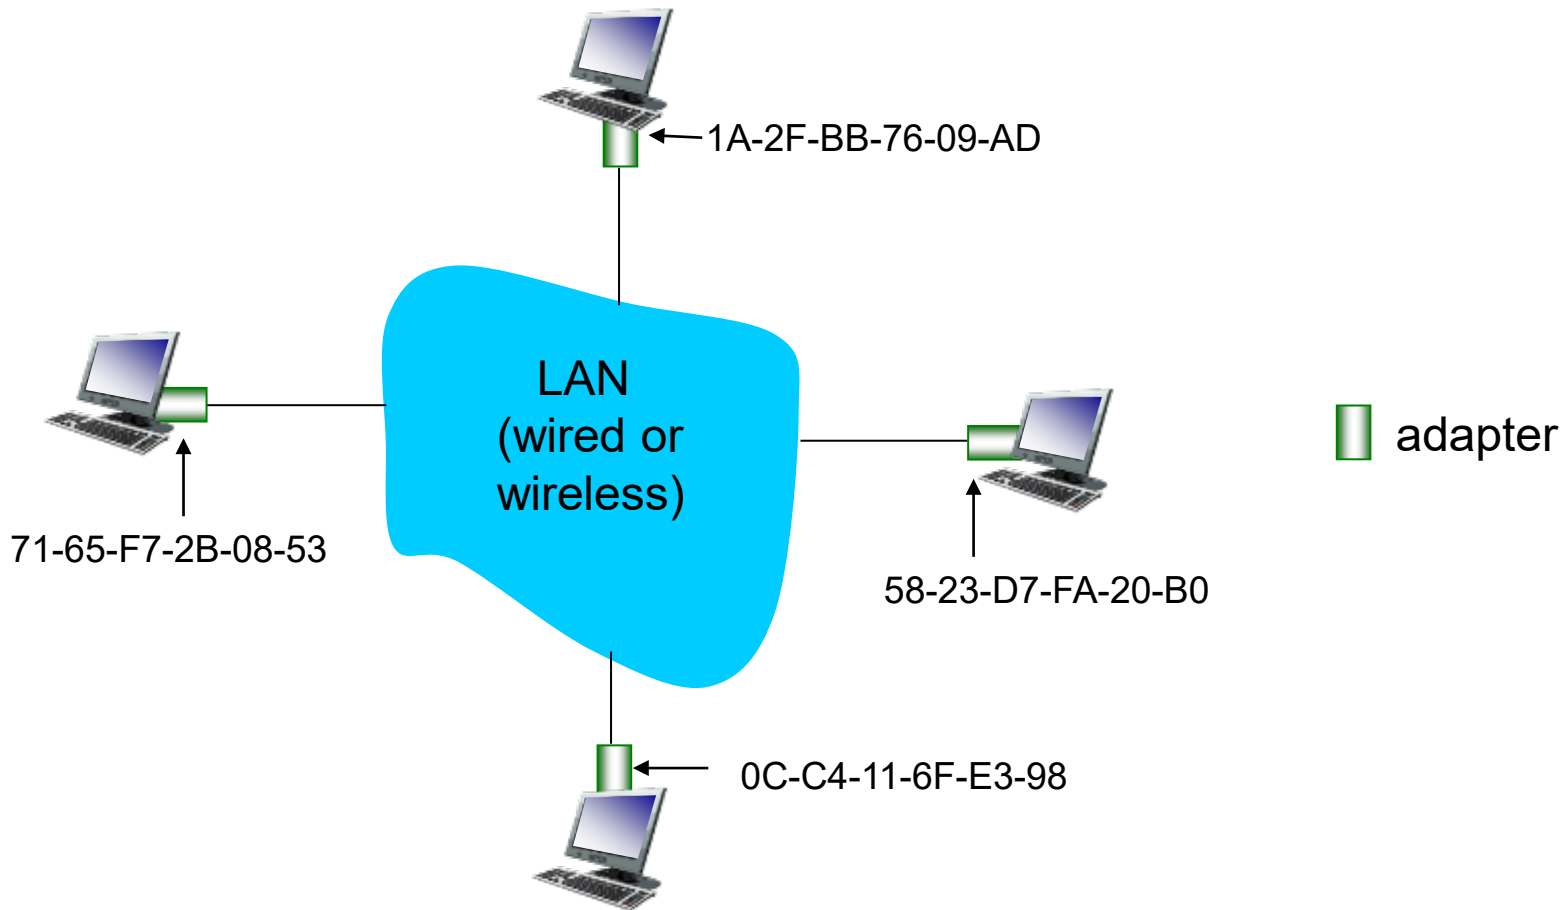 1A-2F-BB-76-09-AD
LAN
(wired or
wireless)
adapter
71-65-F7-2B-08-53
58-23-D7-FA-20-B0
0C-C4-11-6F-E3-98